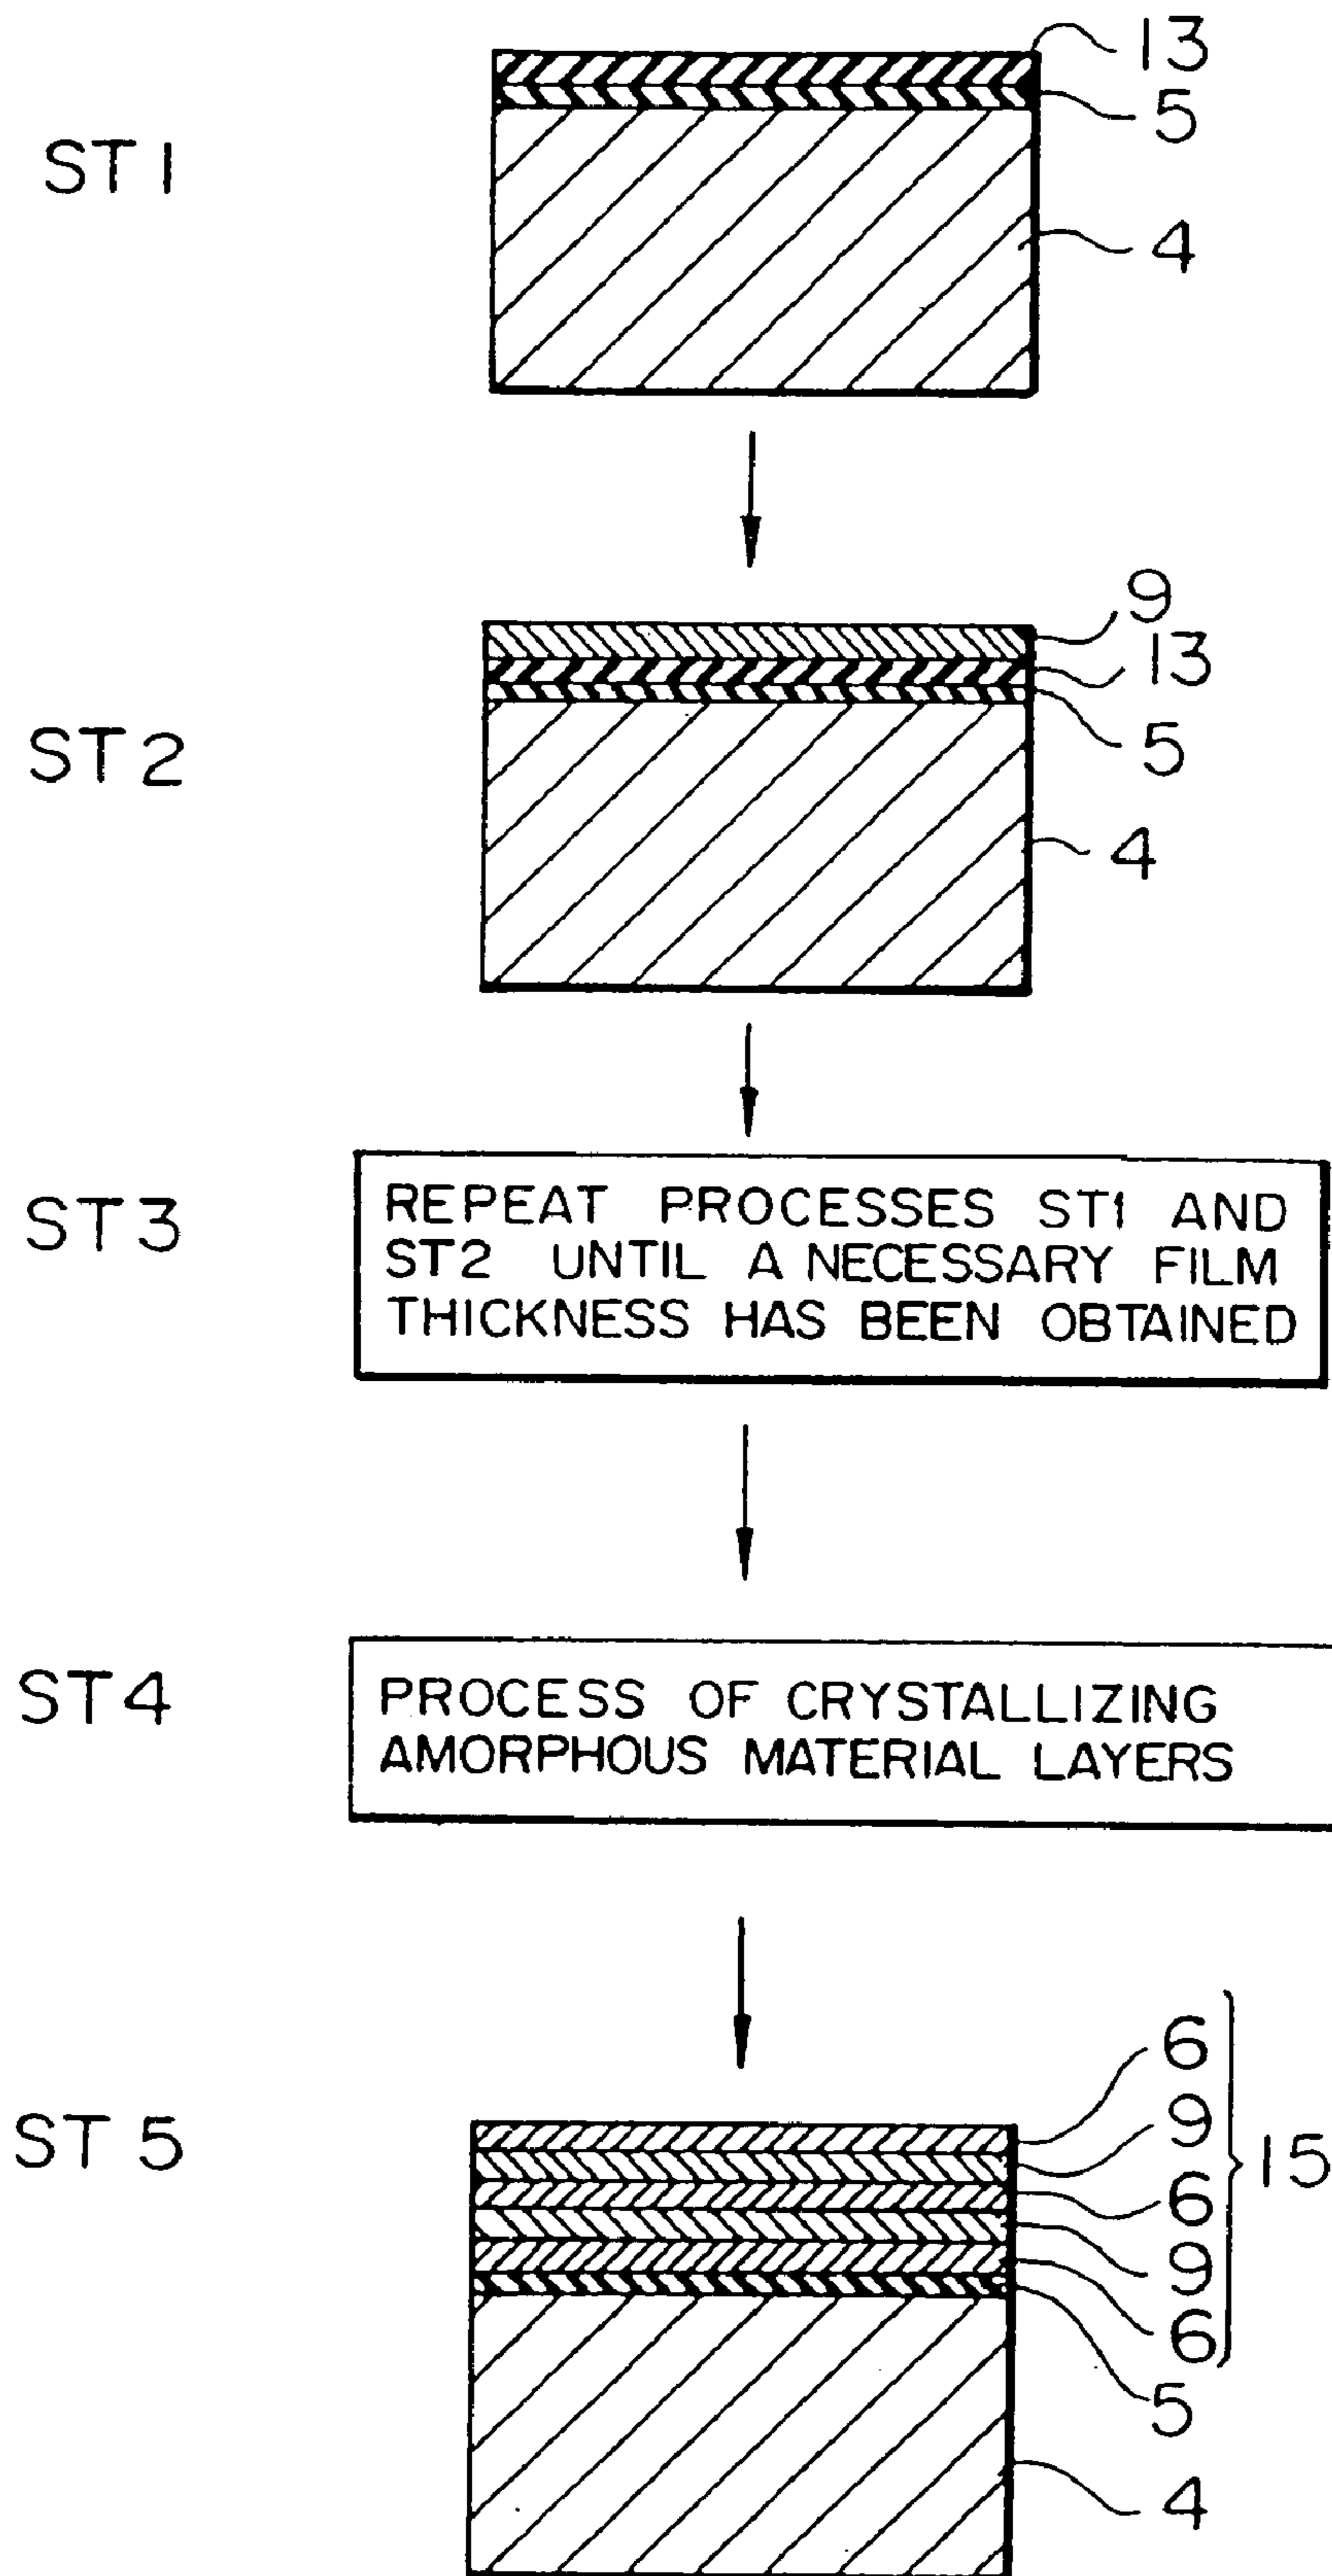 13
5
ST1
4
9
13
5
ST2
4
ST3
REPEAT PROCESSES ST1 AND
ST2 UNTIL A NECESSARY FILM
THICKNESS HAS BEEN OBTAINED
ST4
PROCESS OF CRYSTALLIZING
AMORPHOUS MATERIAL LAYERS
ST5
6
9
15
6
9
6
5
4